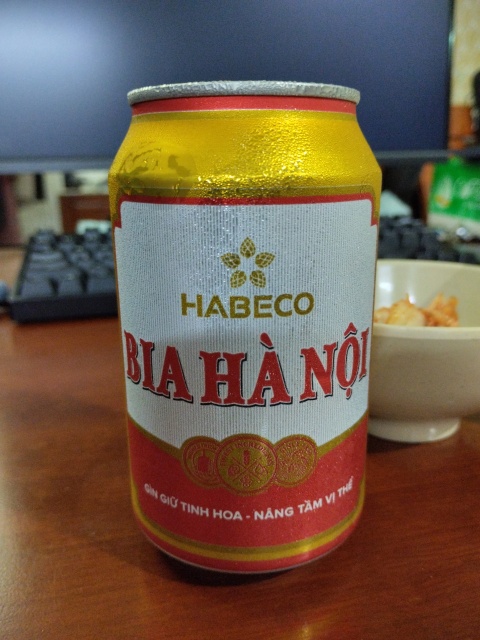 HABECO
BIA HÀ NỘI
GÌN GIỮ TINH HOA - NÂNG TẦM VỊ THẾ